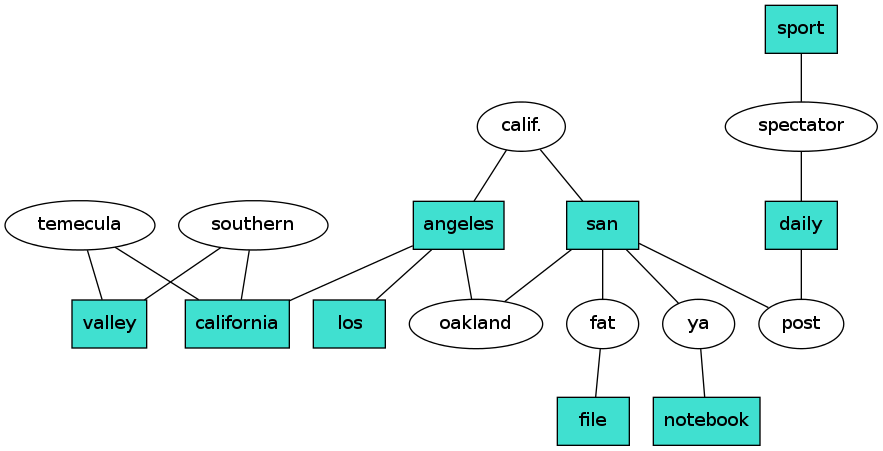 sport
calif.
spectator
temecula
southern
angeles
san
daily
valley
california
los
oakland
fat
ya
post
file
notebook